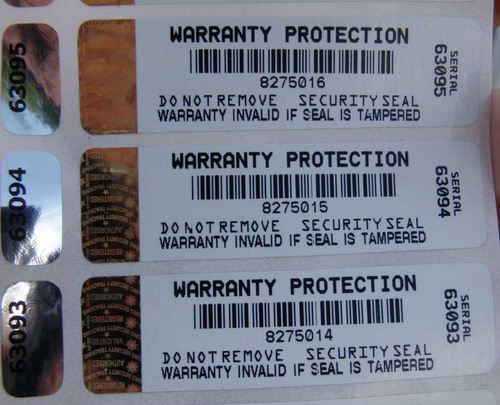 63095
WARRANTY PROTECTION
8275016
DO NOT REMOVE SECURITY SEAL
WARRANTY INVALID IF SEAL IS TAMPERED
SERIAL
63095
63094
WARRANTY PROTECTION
8275015
DO NOT REMOVE SECURITY SEAL
WARRANTY INVALID IF SEAL IS TAMPERED
SERIAL
63094
63093
WARRANTY PROTECTION
8275014
DO NOT REMOVE SECURITY SEAL
WARRANTY INVALID IF SEAL IS TAMPERED
SERIAL
63093